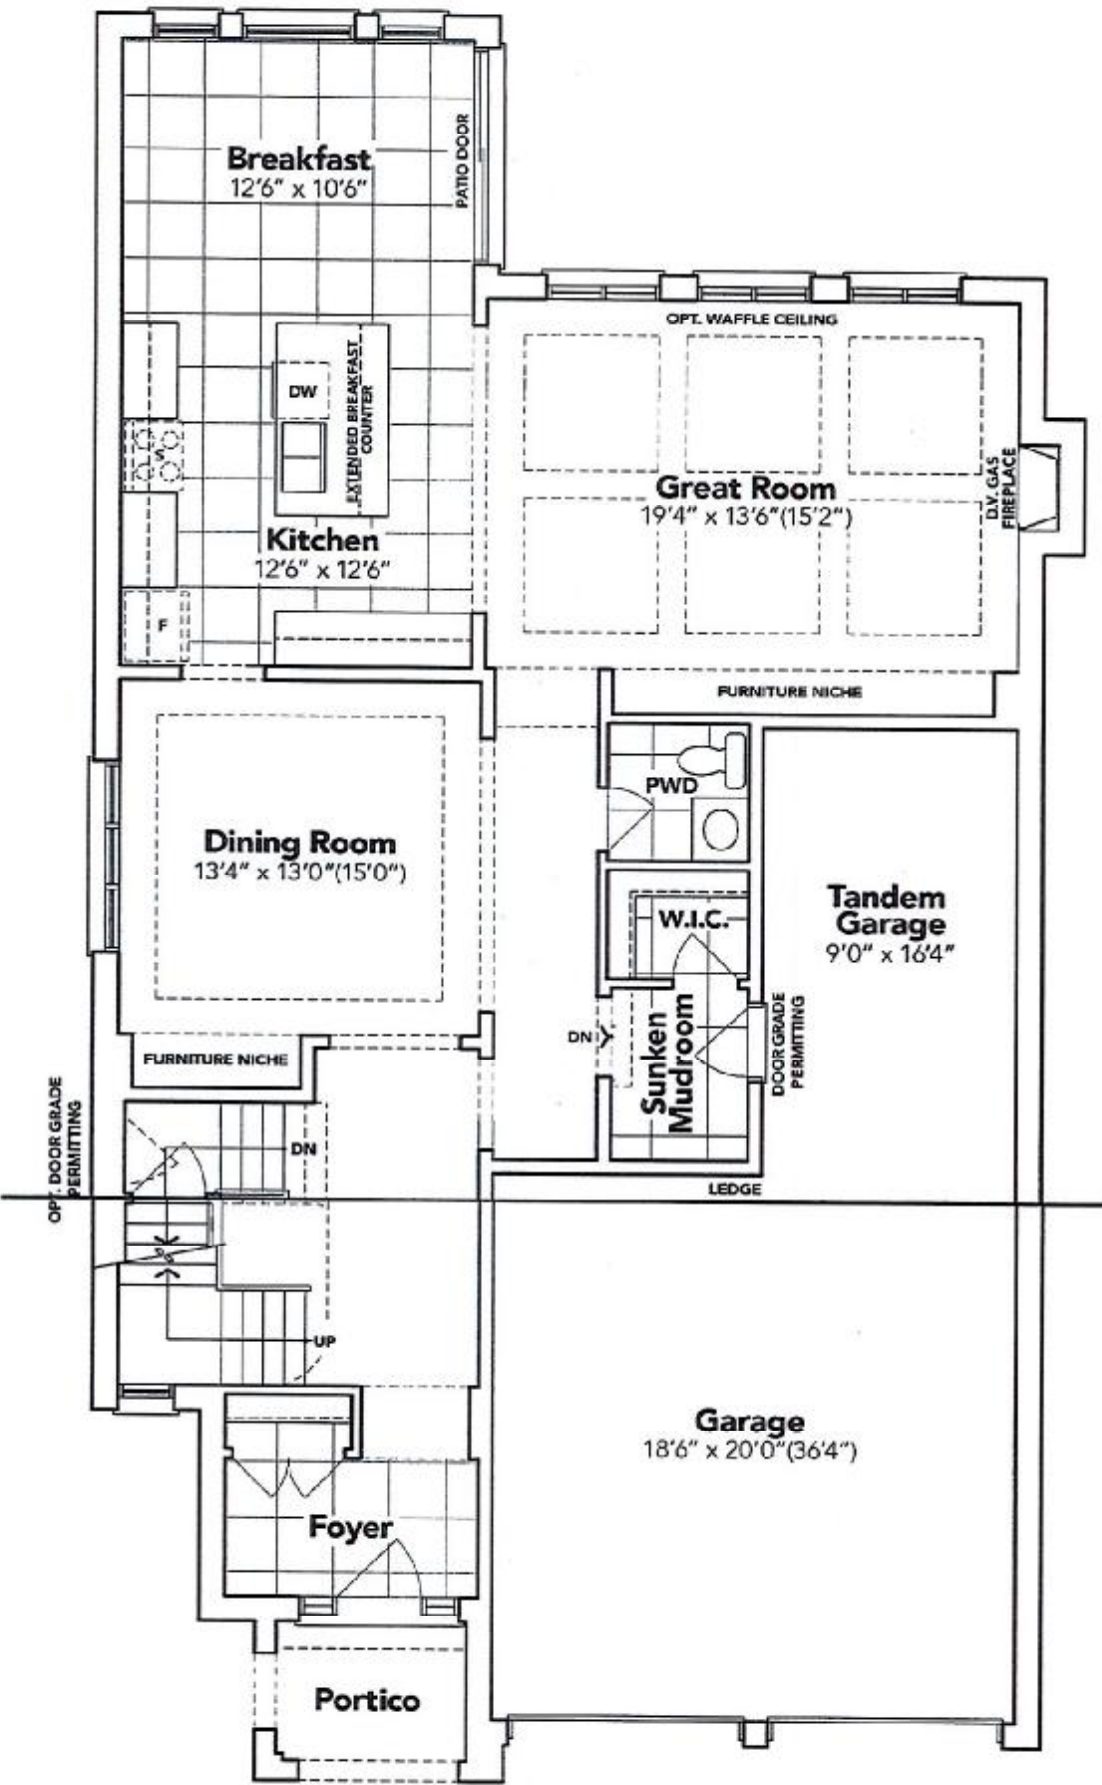 Breakfast
12'6" x 10'6"
PATIO DOOR
OPT. WAFFLE CEILING
DW
EXTENDED BREAKFAST
COUNTER
S
Great Room
19'4" x 13'6"(15'2")
D.V. GAS
FIREPLACE
Kitchen
12'6" x 12'6"
F
FURNITURE NICHE
PWD
Dining Room
13'4" x 13'0"(15'0")
Tandem
Garage
9'0" x 16'4"
W.I.C.
DN
Sunken
Mudroom
DOOR GRADE
PERMITTING
FURNITURE NICHE
OPT. DOOR GRADE
PERMITTING
DN
LEDGE
UP
Garage
18'6" x 20'0"(36'4")
Foyer
Portico